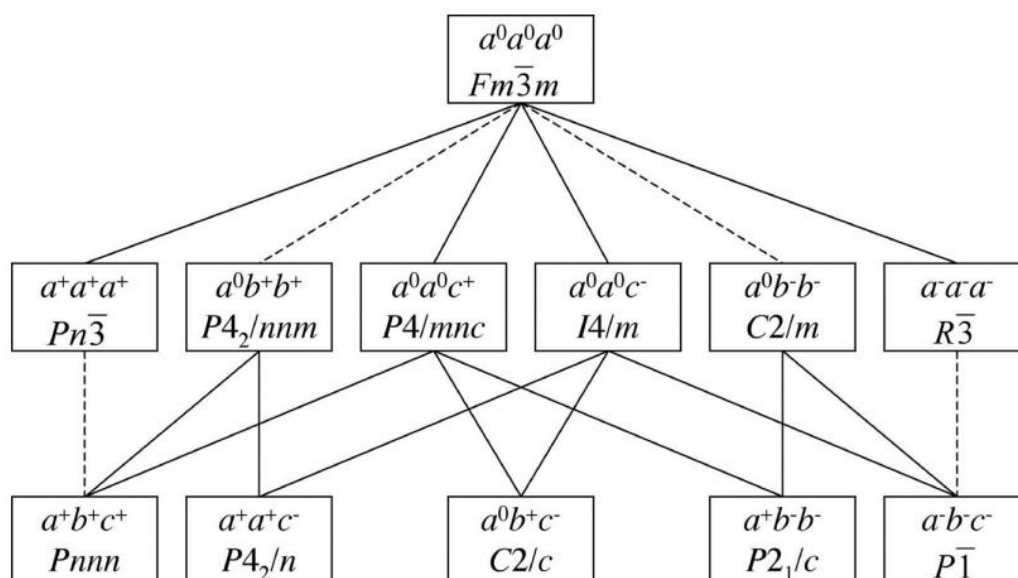 a⁰a⁰a⁰
Fm3̅m
a⁺a⁺a⁺
Pn3̅
a⁰b⁺b⁺
P4₂/nnm
a⁰a⁰c⁺
P4/mnc
a⁰a⁰c⁻
I4/m
a⁰b⁻b⁻
C2/m
a⁻a⁻a⁻
R3̅
a⁺b⁺c⁺
Pnnn
a⁺a⁺c⁻
P4₂/n
a⁰b⁺c⁻
C2/c
a⁺b⁻b⁻
P2₁/c
a⁻b⁻c⁻
P1̅